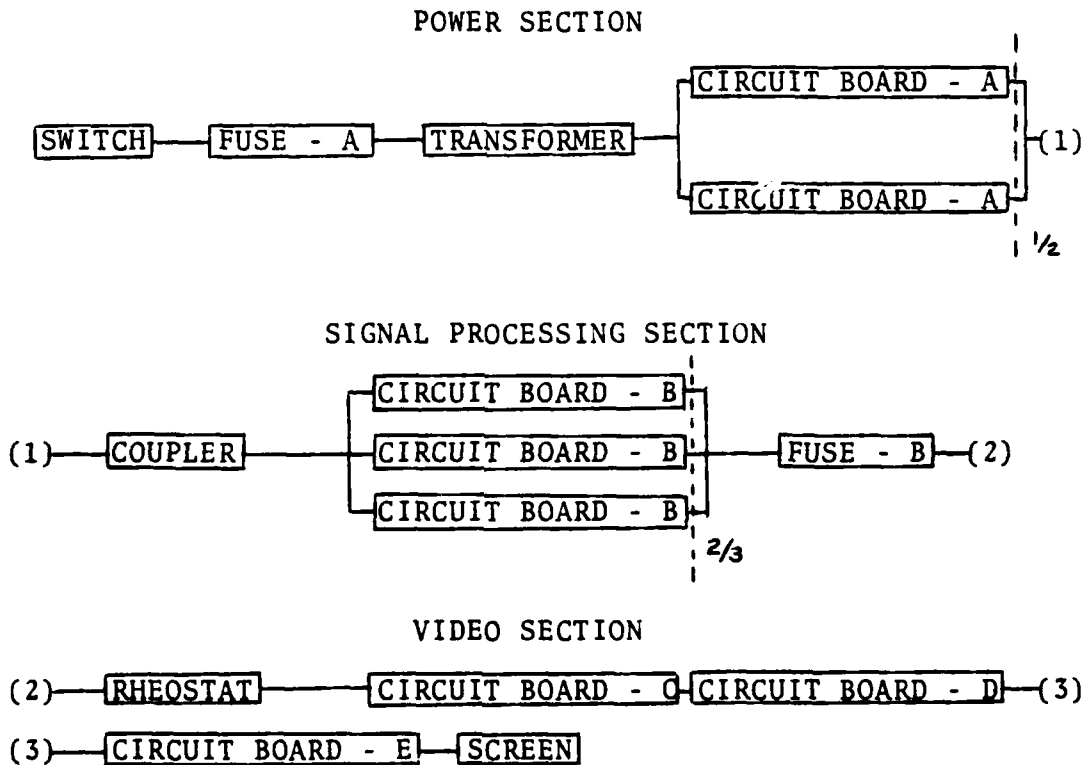 POWER SECTION
CIRCUIT BOARD - A
SWITCH FUSE - A TRANSFORMER (1)
CIRCUIT BOARD - A
1/2
SIGNAL PROCESSING SECTION
CIRCUIT BOARD - B
(1) COUPLER CIRCUIT BOARD - B FUSE - B (2)
CIRCUIT BOARD - B
2/3
VIDEO SECTION
(2) RHEOSTAT CIRCUIT BOARD - C CIRCUIT BOARD - D (3)
(3) CIRCUIT BOARD - E SCREEN